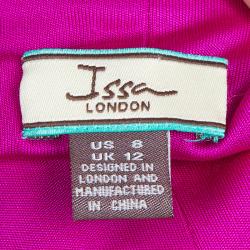 Issa
LONDON
US 8
UK 12
DESIGNED IN
LONDON AND
MANUFACTURED
IN CHINA